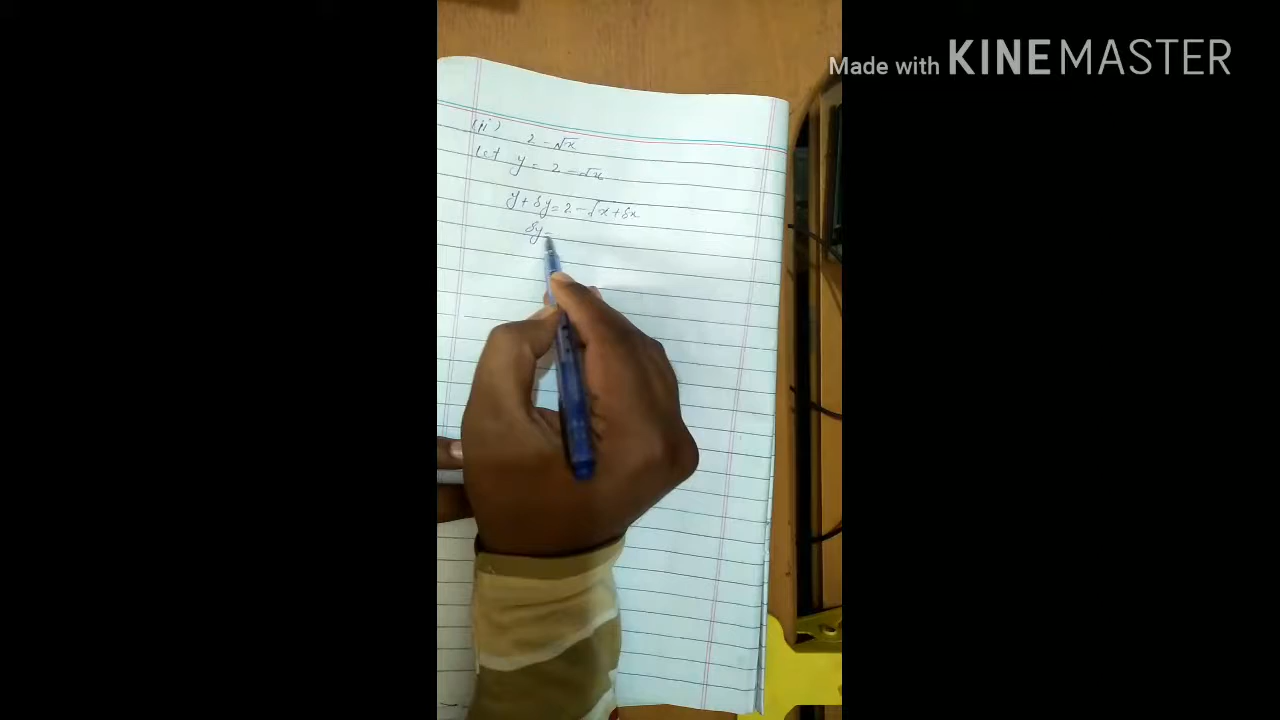 Made with KINEMASTER
(ii) 2 - √x
Let y = 2 - √x
y + δy = 2 - √x + δx
δy =